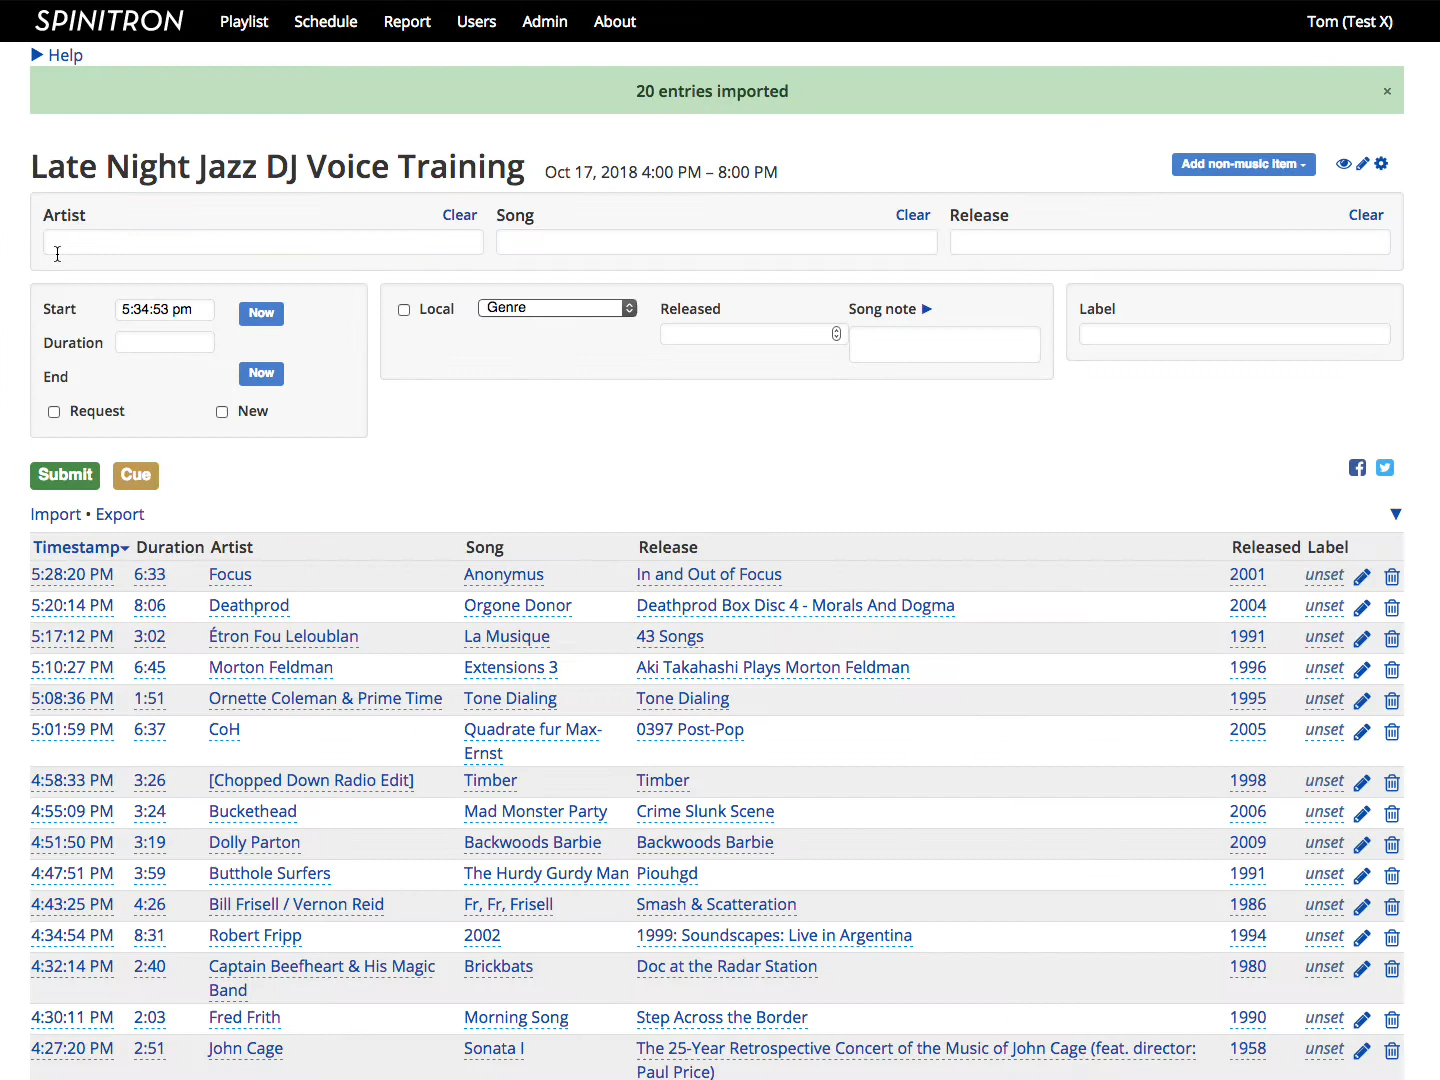 SPINITRON Playlist Schedule Report Users Admin About Tom (Test X)
▶ Help
20 entries imported ×
Late Night Jazz DJ Voice Training Oct 17, 2018 4:00 PM – 8:00 PM Add non-music item
Artist Clear Song Clear Release Clear
Start 5:34:53 pm Now Local Genre Released Song note ▶ Label
Duration
End Now
Request New
Submit Cue
Import • Export ▼
Timestamp Duration Artist Song Release Released Label
5:28:20 PM 6:33 Focus Anonymus In and Out of Focus 2001 unset
5:20:14 PM 8:06 Deathprod Orgone Donor Deathprod Box Disc 4 - Morals And Dogma 2004 unset
5:17:12 PM 3:02 Étron Fou Leloublan La Musique 43 Songs 1991 unset
5:10:27 PM 6:45 Morton Feldman Extensions 3 Aki Takahashi Plays Morton Feldman 1996 unset
5:08:36 PM 1:51 Ornette Coleman & Prime Time Tone Dialing Tone Dialing 1995 unset
5:01:59 PM 6:37 CoH Quadrate fur Max- 0397 Post-Pop 2005 unset
Ernst
4:58:33 PM 3:26 [Chopped Down Radio Edit] Timber Timber 1998 unset
4:55:09 PM 3:24 Buckethead Mad Monster Party Crime Slunk Scene 2006 unset
4:51:50 PM 3:19 Dolly Parton Backwoods Barbie Backwoods Barbie 2009 unset
4:47:51 PM 3:59 Butthole Surfers The Hurdy Gurdy Man Piouhgd 1991 unset
4:43:25 PM 4:26 Bill Frisell / Vernon Reid Fr, Fr, Frisell Smash & Scatteration 1986 unset
4:34:54 PM 8:31 Robert Fripp 2002 1999: Soundscapes: Live in Argentina 1994 unset
4:32:14 PM 2:40 Captain Beefheart & His Magic Brickbats Doc at the Radar Station 1980 unset
Band
4:30:11 PM 2:03 Fred Frith Morning Song Step Across the Border 1990 unset
4:27:20 PM 2:51 John Cage Sonata I The 25-Year Retrospective Concert of the Music of John Cage (feat. director: 1958 unset
Paul Price)